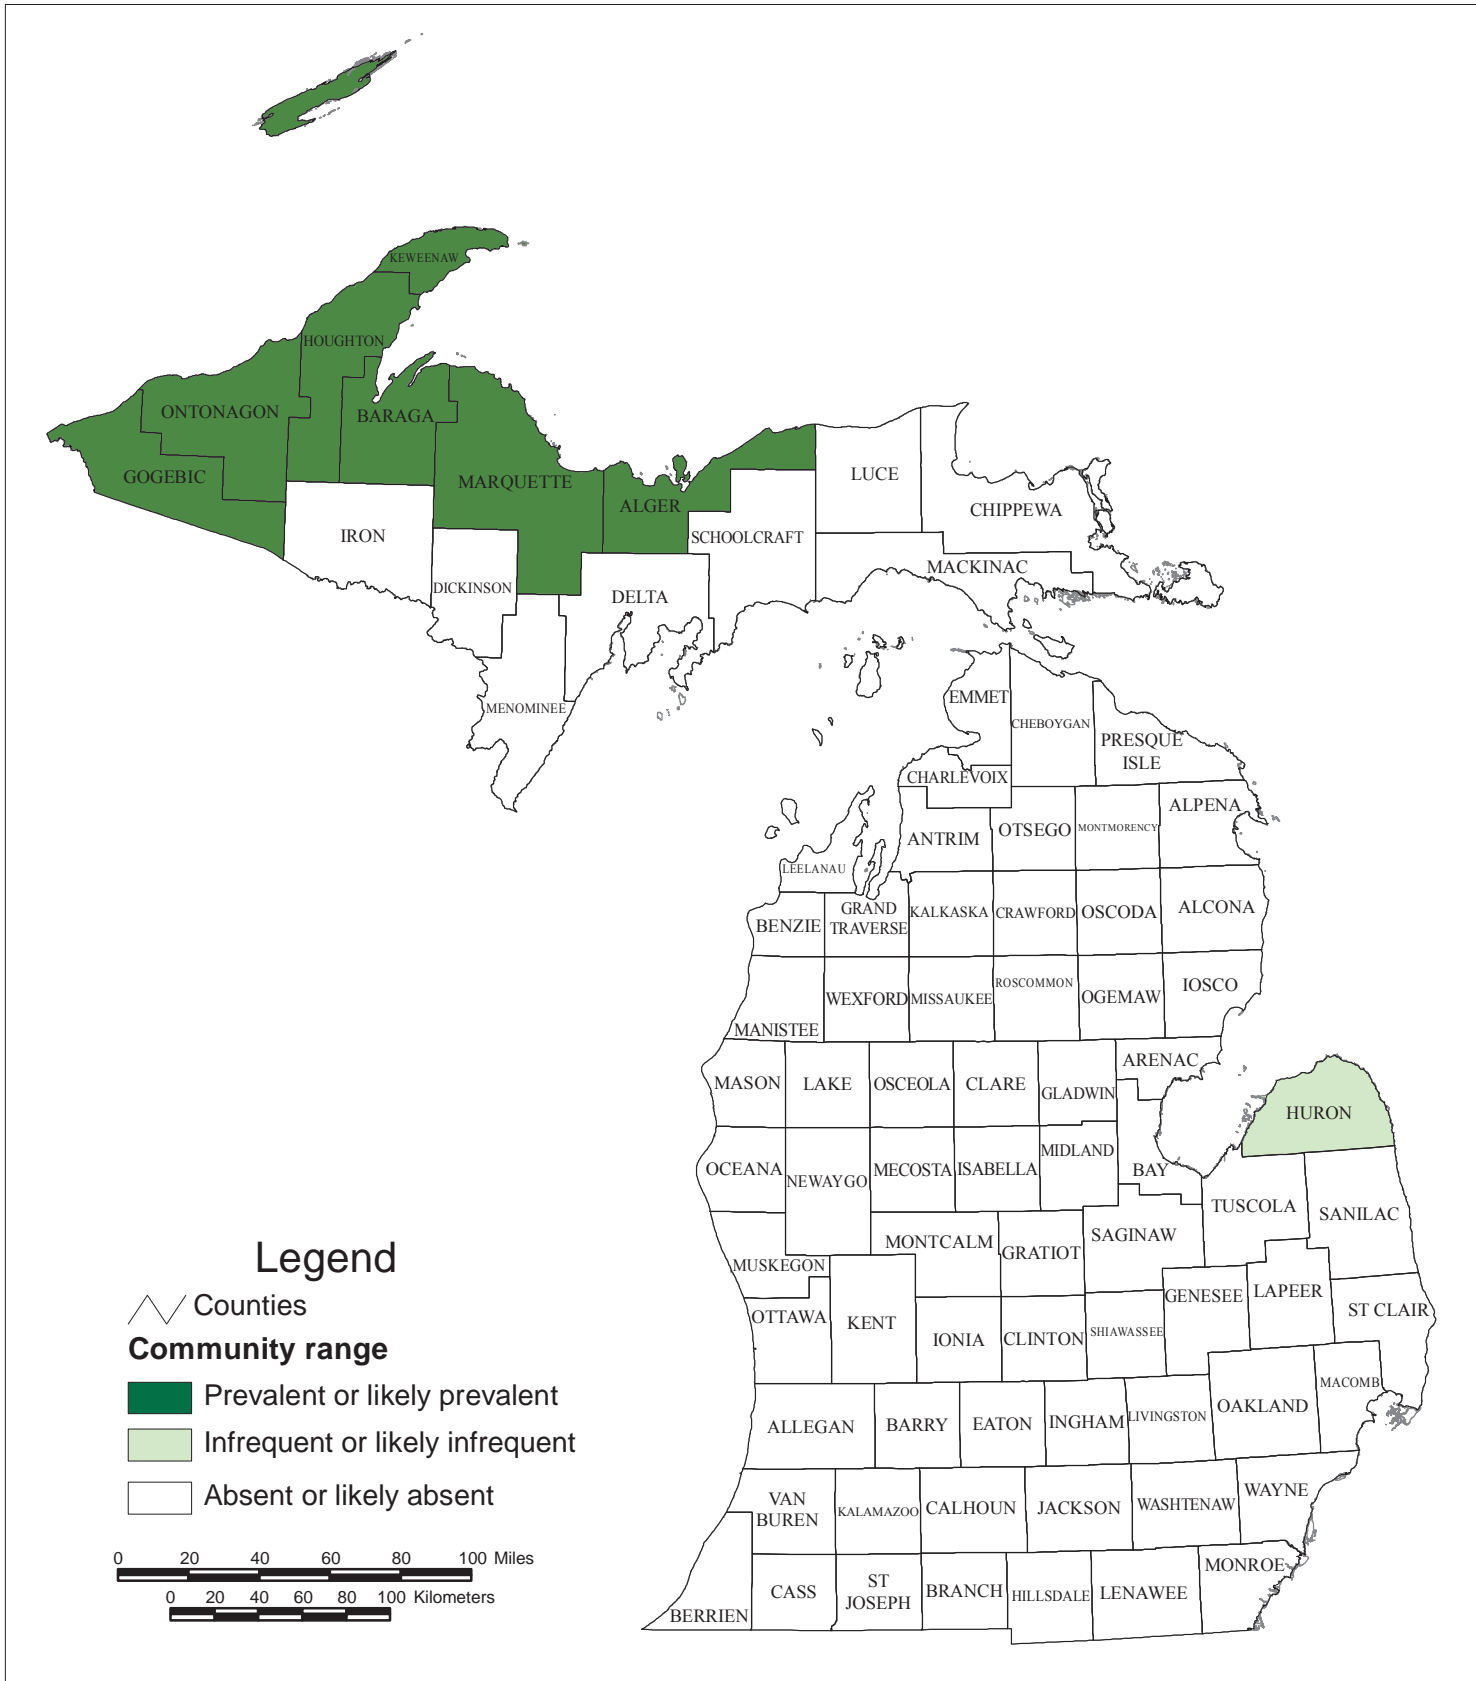 KEWEENAW
HOUGHTON
ONTONAGON
BARAGA
GOGEBIC
MARQUETTE
ALGER
LUCE
CHIPPEWA
IRON
SCHOOLCRAFT
MACKINAC
DICKINSON
DELTA
MENOMINEE
EMMET
CHEBOYGAN
PRESQUE
ISLE
CHARLEVOIX
ALPENA
ANTRIM
OTSEGO
MONTMORENCY
LEELANAU
BENZIE
GRAND
TRAVERSE
KALKASKA
CRAWFORD
OSCODA
ALCONA
MANISTEE
WEXFORD
MISSAUKEE
ROSCOMMON
OGEMAW
IOSCO
ARENAC
MASON
LAKE
OSCEOLA
CLARE
GLADWIN
HURON
OCEANA
NEWAYGO
MECOSTA
ISABELLA
MIDLAND
BAY
TUSCOLA
SANILAC
MUSKEGON
MONTCALM
GRATIOT
SAGINAW
OTTAWA
KENT
IONIA
CLINTON
SHIAWASSEE
GENESEE
LAPEER
ST CLAIR
ALLEGAN
BARRY
EATON
INGHAM
LIVINGSTON
OAKLAND
MACOMB
VAN
BUREN
KALAMAZOO
CALHOUN
JACKSON
WASHTENAW
WAYNE
BERRIEN
CASS
ST
JOSEPH
BRANCH
HILLSDALE
LENAWEE
MONROE
Legend
Counties
Community range
Prevalent or likely prevalent
Infrequent or likely infrequent
Absent or likely absent
0 20 40 60 80 100 Miles
0 20 40 60 80 100 Kilometers